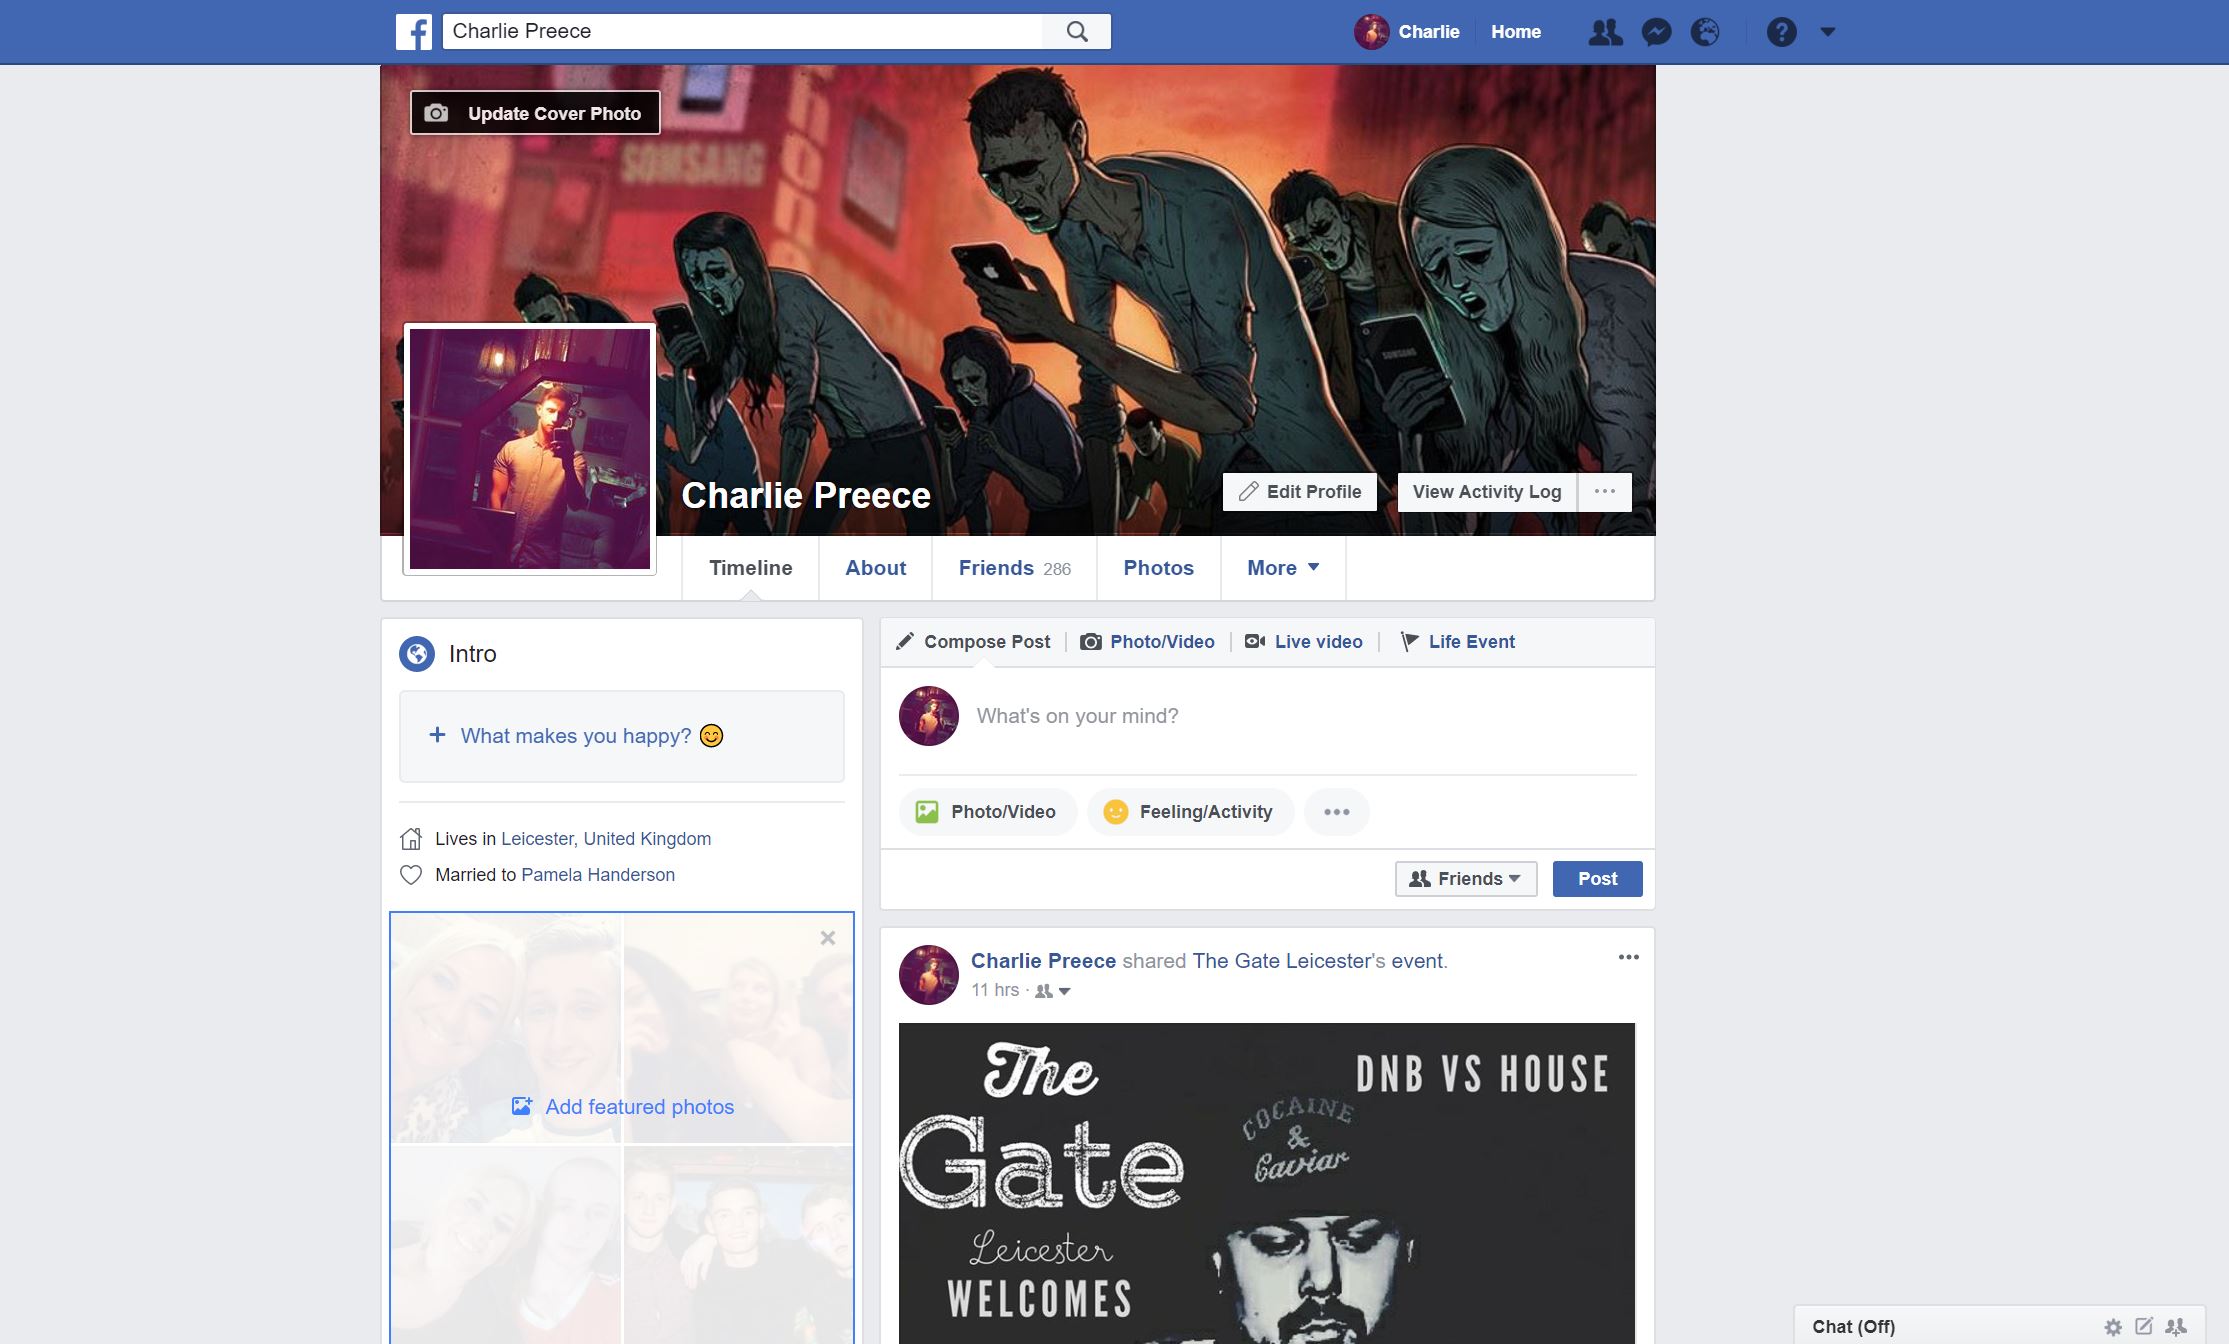 Charlie Preece
Charlie
Home
Update Cover Photo
SOMSANG
SOMSANG
Charlie Preece
Edit Profile
View Activity Log
Timeline
About
Friends 286
Photos
More
Intro
+ What makes you happy? 😊
Lives in Leicester, United Kingdom
Married to Pamela Handerson
Add featured photos
Compose Post
Photo/Video
Live video
Life Event
What's on your mind?
Photo/Video
Feeling/Activity
Friends
Post
Charlie Preece shared The Gate Leicester's event.
11 hrs ·
The
Gate
Leicester
WELCOMES
DNB VS HOUSE
COCAINE
&
Caviar
Chat (Off)